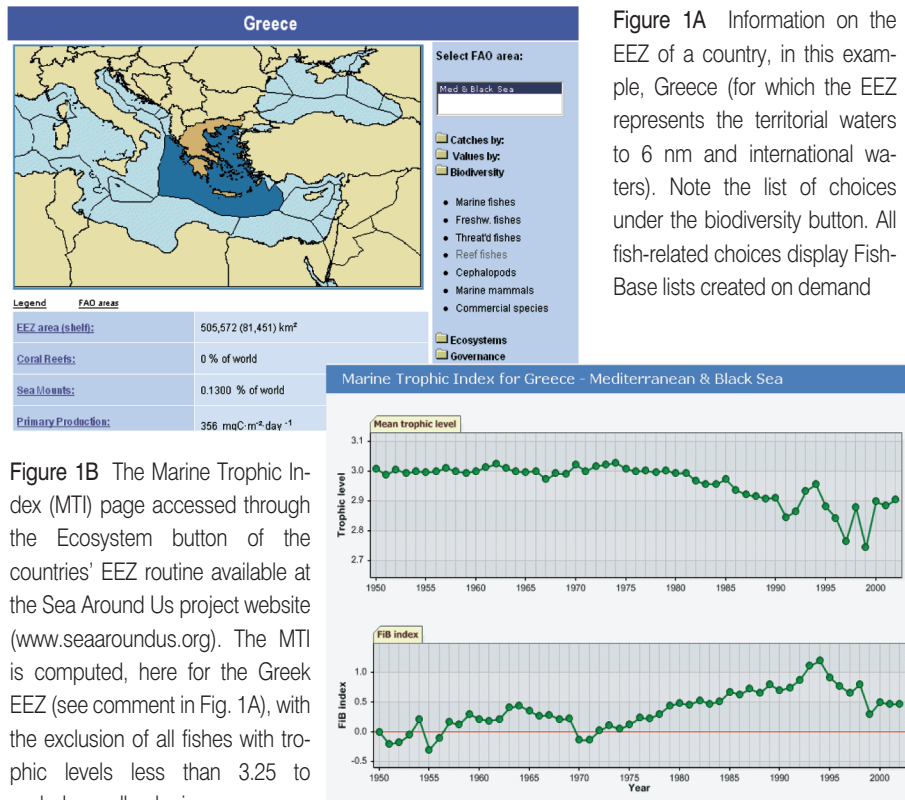 Greece
Select FAO area:
Med & Black Sea
Catches by:
Values by:
Biodiversity
• Marine fishes
• Freshw. fishes
• Threat'd fishes
• Reef fishes
• Cephalopods
• Marine mammals
• Commercial species
Ecosystems
Governance
Legend FAO areas
EEZ area (shelf): 505,572 (81,451) km²
Coral Reefs: 0 % of world
Sea Mounts: 0.1300 % of world
Primary Production: 356 mgC·m⁻²·day ⁻¹
Figure 1A Information on the
EEZ of a country, in this exam-
ple, Greece (for which the EEZ
represents the territorial waters
to 6 nm and international wa-
ters). Note the list of choices
under the biodiversity button. All
fish-related choices display Fish-
Base lists created on demand
Figure 1B The Marine Trophic In-
dex (MTI) page accessed through
the Ecosystem button of the
countries' EEZ routine available at
the Sea Around Us project website
(www.seaaroundus.org). The MTI
is computed, here for the Greek
EEZ (see comment in Fig. 1A), with
the exclusion of all fishes with tro-
phic levels less than 3.25 to
Marine Trophic Index for Greece - Mediterranean & Black Sea
Mean trophic level
Trophic level
3.1
3.0
2.9
2.8
2.7
1950 1955 1960 1965 1970 1975 1980 1985 1990 1995 2000
FiB index
FiB index
1.0
0.5
0.0
-0.5
1950 1955 1960 1965 1970 1975 1980 1985 1990 1995 2000
Year